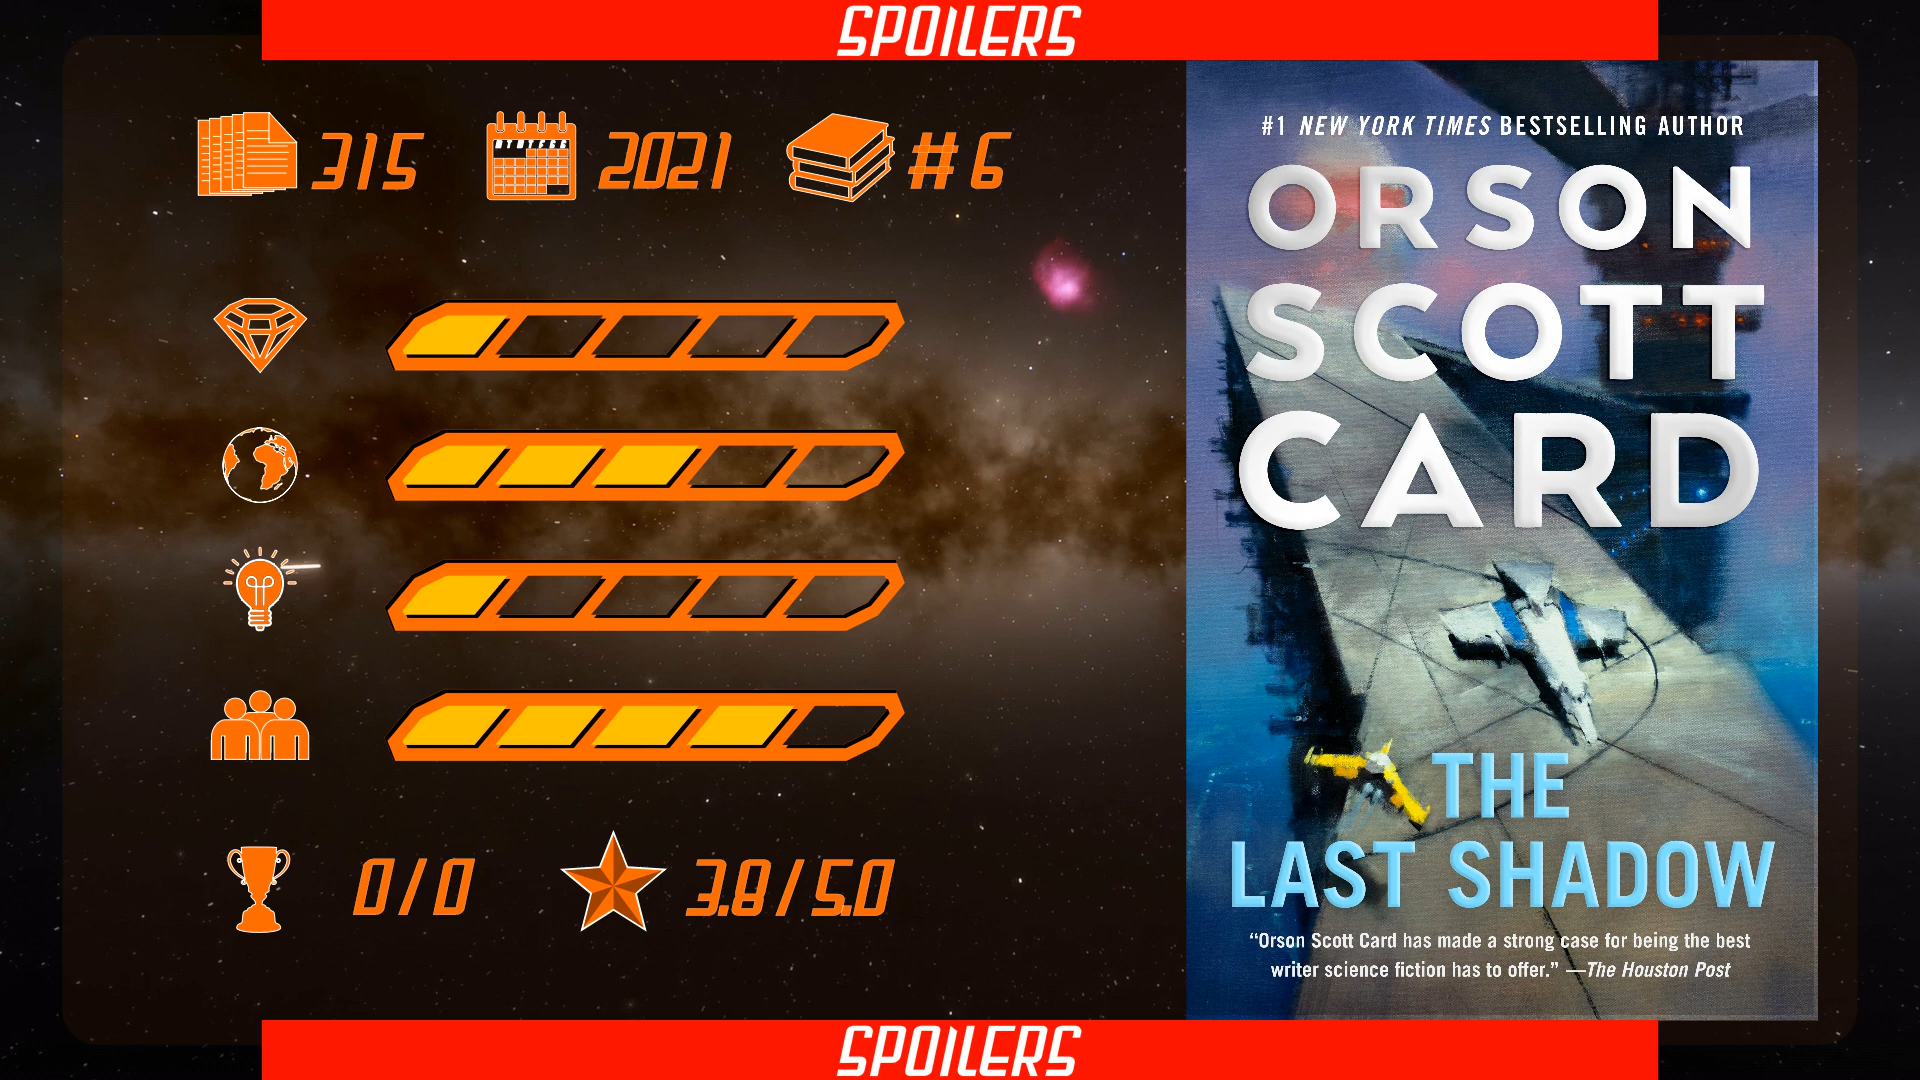 SPOILERS
315
2021
#6
MTWTFSS
0/0
3.8/5.0
#1 NEW YORK TIMES BESTSELLING AUTHOR
ORSON
SCOTT
CARD
THE
LAST SHADOW
“Orson Scott Card has made a strong case for being the best
writer science fiction has to offer.” —The Houston Post
SPOILERS